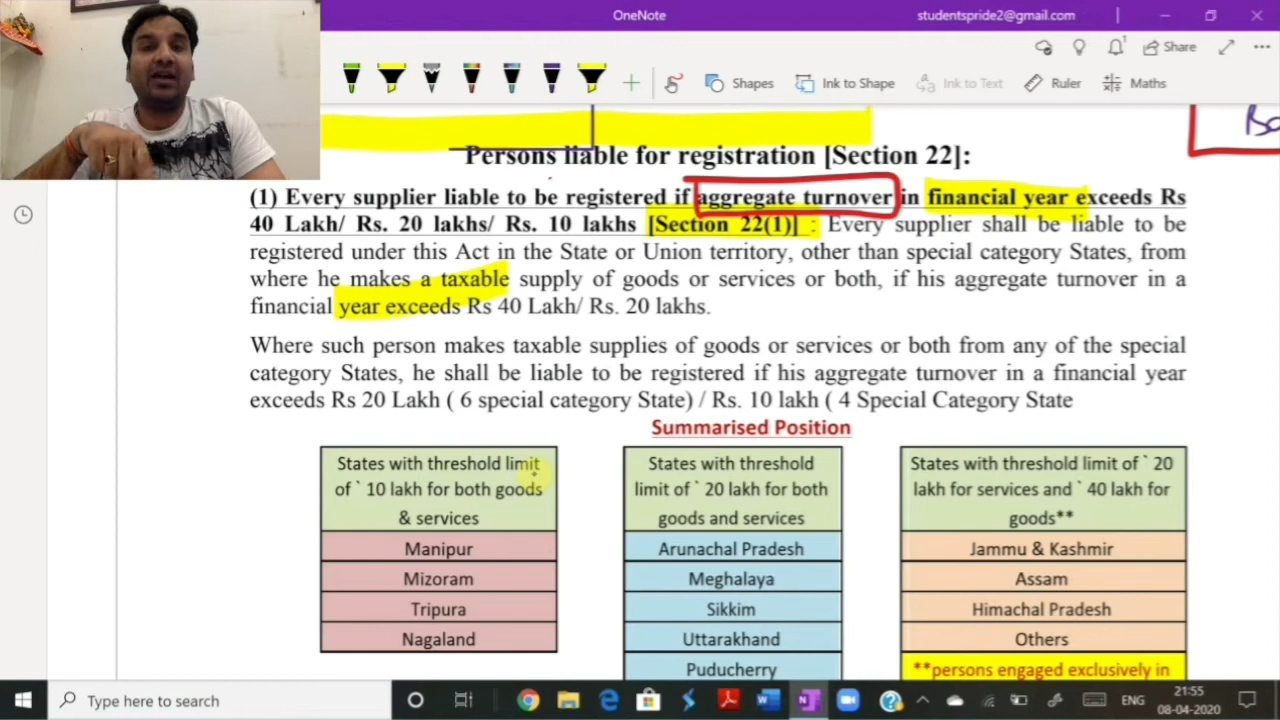 OneNote
studentspride2@gmail.com
Share
Shapes
Ink to Shape
Ink to Text
Ruler
Maths
Persons liable for registration [Section 22]:
(1) Every supplier liable to be registered if aggregate turnover in financial year exceeds Rs
40 Lakh/ Rs. 20 lakhs/ Rs. 10 lakhs [Section 22(1)] : Every supplier shall be liable to be
registered under this Act in the State or Union territory, other than special category States, from
where he makes a taxable supply of goods or services or both, if his aggregate turnover in a
financial year exceeds Rs 40 Lakh/ Rs. 20 lakhs.
Where such person makes taxable supplies of goods or services or both from any of the special
category States, he shall be liable to be registered if his aggregate turnover in a financial year
exceeds Rs 20 Lakh ( 6 special category State) / Rs. 10 lakh ( 4 Special Category State
Summarised Position
States with threshold limit
of ` 10 lakh for both goods
& services
Manipur
Mizoram
Tripura
Nagaland
States with threshold
limit of ` 20 lakh for both
goods and services
Arunachal Pradesh
Meghalaya
Sikkim
Uttarakhand
Puducherry
States with threshold limit of ` 20
lakh for services and ` 40 lakh for
goods**
Jammu & Kashmir
Assam
Himachal Pradesh
Others
**persons engaged exclusively in
Type here to search
ENG
21:55
08-04-2020